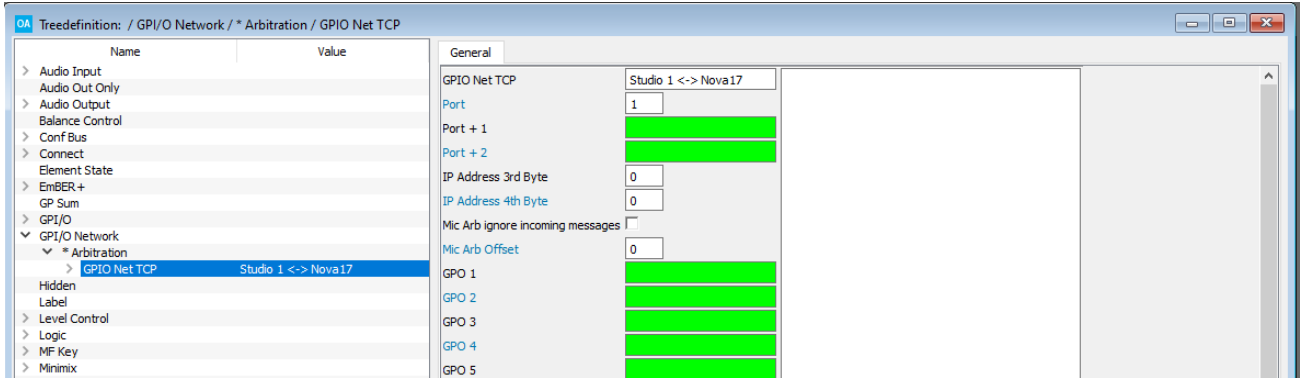 OA Treedefinition: / GPI/O Network / * Arbitration / GPIO Net TCP
Name Value
Audio Input
Audio Out Only
Audio Output
Balance Control
Conf Bus
Connect
Element State
EmBER+
GP Sum
GPI/O
GPI/O Network
* Arbitration
GPIO Net TCP Studio 1 <-> Nova17
Hidden
Label
Level Control
Logic
MF Key
Minimix
General
GPIO Net TCP Studio 1 <-> Nova17
Port 1
Port + 1
Port + 2
IP Address 3rd Byte 0
IP Address 4th Byte 0
Mic Arb ignore incoming messages
Mic Arb Offset 0
GPO 1
GPO 2
GPO 3
GPO 4
GPO 5